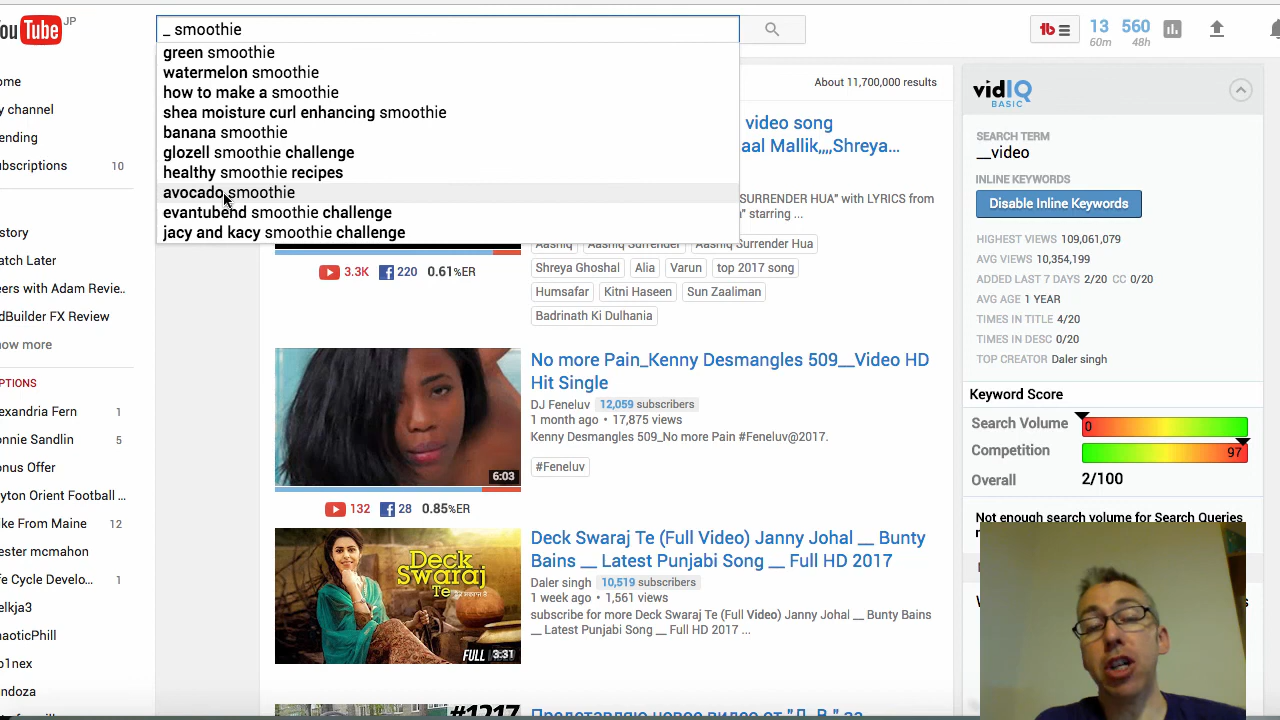 You Tube JP
_ smoothie
13 560
60m 48h
green smoothie
watermelon smoothie
how to make a smoothie
shea moisture curl enhancing smoothie
banana smoothie
glozell smoothie challenge
healthy smoothie recipes
avocado smoothie
evantubehd smoothie challenge
jacy and kacy smoothie challenge
ome
y channel
ending
bscriptions 10
story
atch Later
eers with Adam Revie..
dBuilder FX Review
ow more
PTIONS
exandria Fern 1
onnie Sandlin 5
onus Offer
yton Orient Football ...
ike From Maine 12
ester mcmahon
fe Cycle Develo... 1
elkja3
haoticPhill
p1nex
endoza
About 11,700,000 results
video song
aal Mallik,,,,Shreya...
SURRENDER HUA" with LYRICS from
n" starring ...
Aashiq Aashiq Surrender Aashiq Surrender Hua
Shreya Ghoshal Alia Varun top 2017 song
Humsafar Kitni Haseen Sun Zaaliman
Badrinath Ki Dulhania
3.3K 220 0.61%ER
No more Pain_Kenny Desmangles 509__Video HD
Hit Single
DJ Feneluv 12,059 subscribers
1 month ago • 17,875 views
Kenny Desmangles 509_No more Pain #Feneluv@2017.
#Feneluv
6:03
132 28 0.85%ER
Deck Swaraj Te (Full Video) Janny Johal __ Bunty
Bains __ Latest Punjabi Song __ Full HD 2017
Daler singh 10,519 subscribers
1 week ago • 1,561 views
subscribe for more Deck Swaraj Te (Full Video) Janny Johal __ Bunty Bains
__ Latest Punjabi Song __ Full HD 2017 ...
Deck
Swaraj
Te
FULL
3:31
#1217
Представляю новое видео от "Д. В." за
vidIQ
BASIC
SEARCH TERM
__video
INLINE KEYWORDS
Disable Inline Keywords
HIGHEST VIEWS 109,061,079
AVG VIEWS 10,354,199
ADDED LAST 7 DAYS 2/20 CC 0/20
AVG AGE 1 YEAR
TIMES IN TITLE 4/20
TIMES IN DESC 0/20
TOP CREATOR Daler singh
Keyword Score
Search Volume 0
Competition 97
Overall 2/100
Not enough search volume for Search Queries